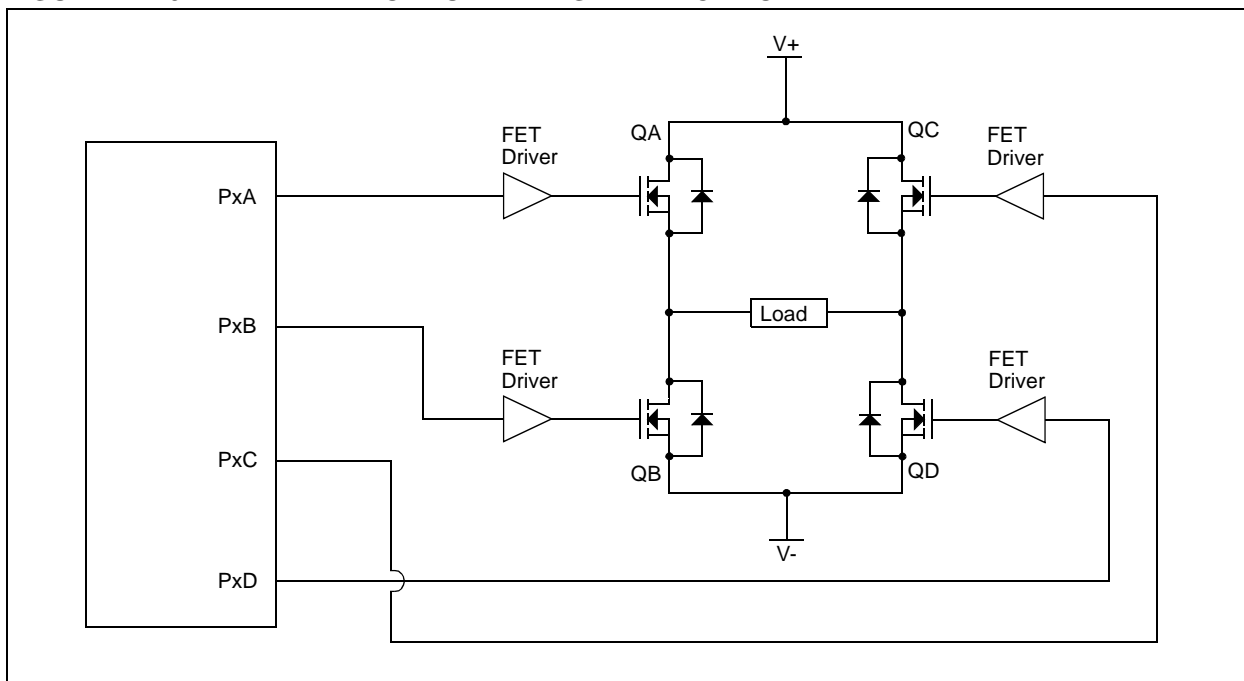 V+
FET
Driver
QA
QC
FET
Driver
PxA
PxB
Load
FET
Driver
FET
Driver
PxC
QB
QD
V-
PxD